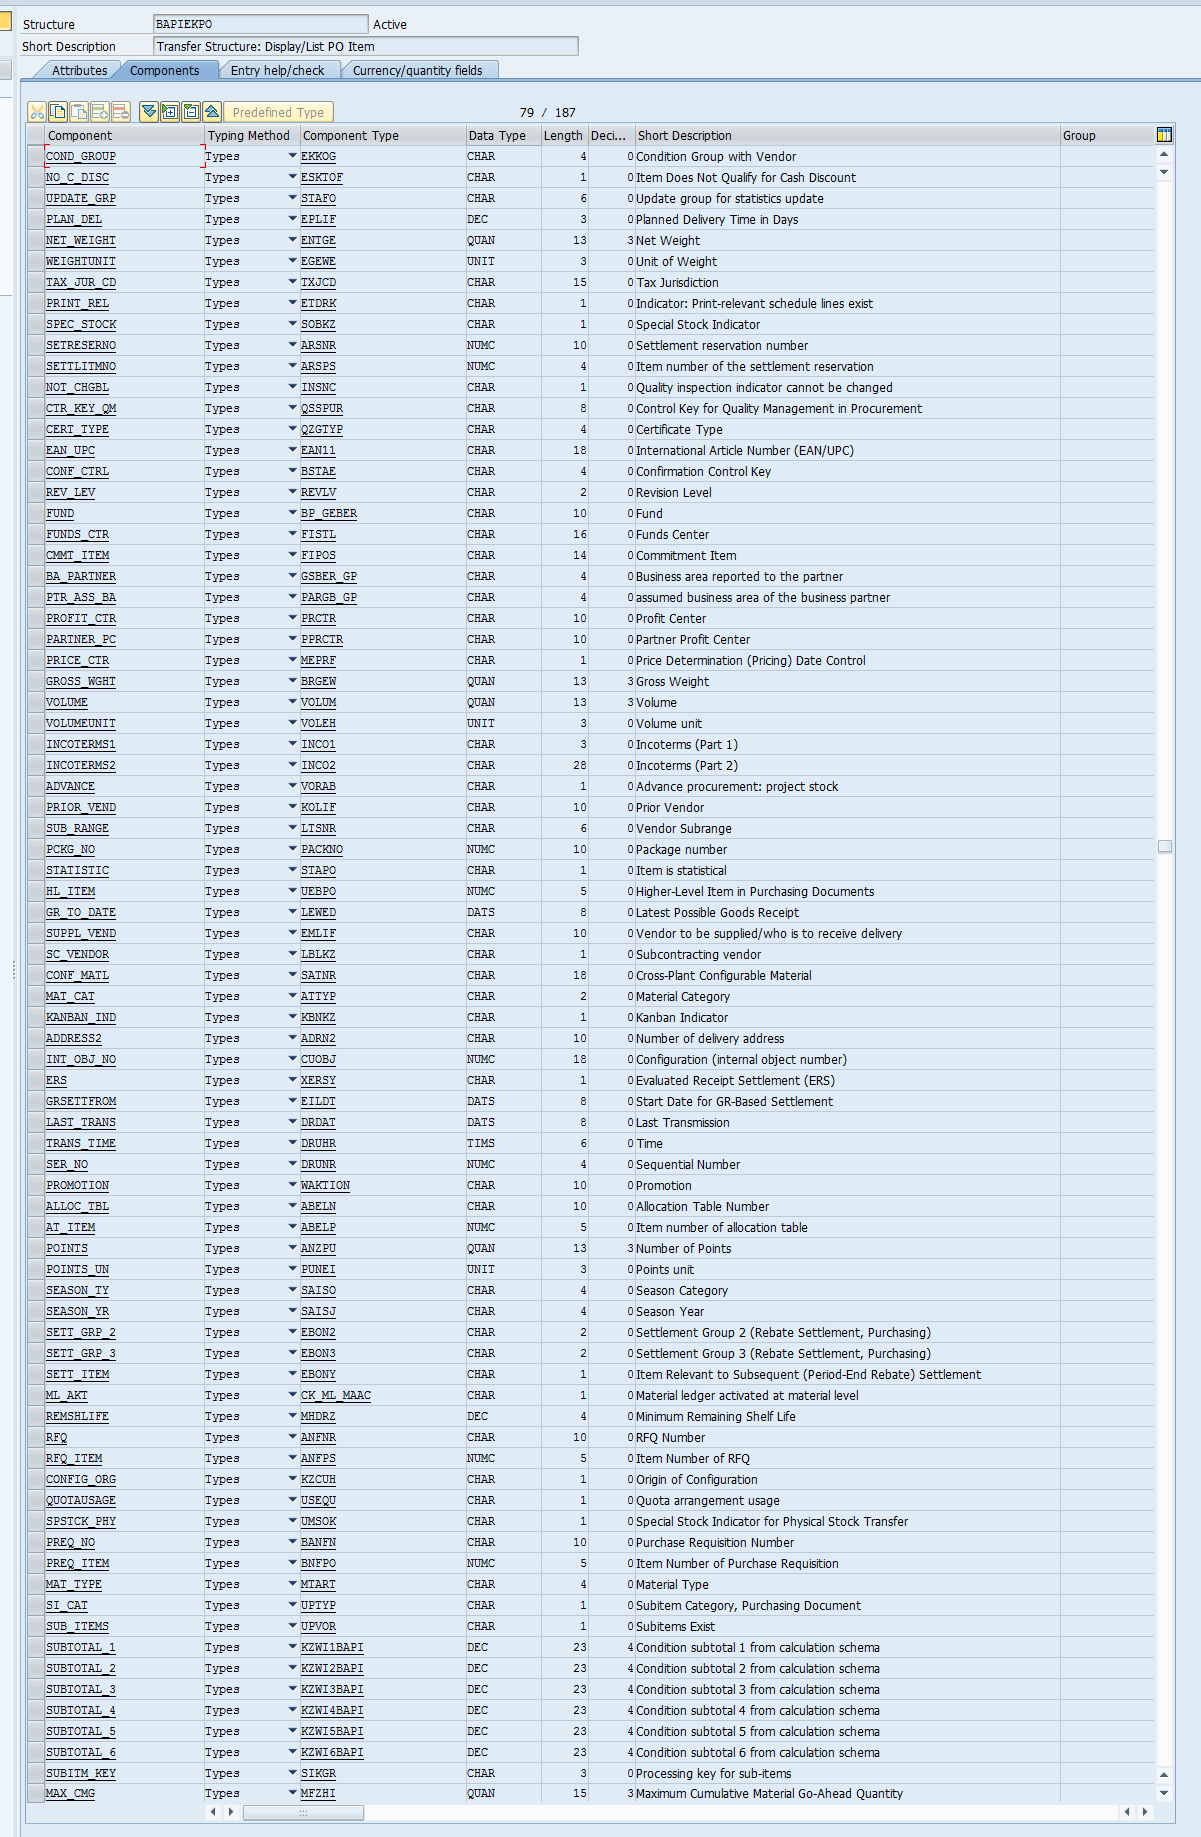 Structure BAPIEKPO Active
Short Description Transfer Structure: Display/List PO Item
Attributes Components Entry help/check Currency/quantity fields
Predefined Type 79 / 187
Component Typing Method Component Type Data Type Length Deci... Short Description Group
COND_GROUP Types EKKOG CHAR 4 0 Condition Group with Vendor
NO_C_DISC Types ESKTOF CHAR 1 0 Item Does Not Qualify for Cash Discount
UPDATE_GRP Types STAFO CHAR 6 0 Update group for statistics update
PLAN_DEL Types EPLIF DEC 3 0 Planned Delivery Time in Days
NET_WEIGHT Types ENTGE QUAN 13 3 Net Weight
WEIGHTUNIT Types EGEWE UNIT 3 0 Unit of Weight
TAX_JUR_CD Types TXJCD CHAR 15 0 Tax Jurisdiction
PRINT_REL Types ETDRK CHAR 1 0 Indicator: Print-relevant schedule lines exist
SPEC_STOCK Types SOBKZ CHAR 1 0 Special Stock Indicator
SETRESERNO Types ARSNR NUMC 10 0 Settlement reservation number
SETTLITMNO Types ARSPS NUMC 4 0 Item number of the settlement reservation
NOT_CHGBL Types INSNC CHAR 1 0 Quality inspection indicator cannot be changed
CTR_KEY_QM Types QSSPUR CHAR 8 0 Control Key for Quality Management in Procurement
CERT_TYPE Types QZGTYP CHAR 4 0 Certificate Type
EAN_UPC Types EAN11 CHAR 18 0 International Article Number (EAN/UPC)
CONF_CTRL Types BSTAE CHAR 4 0 Confirmation Control Key
REV_LEV Types REVLV CHAR 2 0 Revision Level
FUND Types BP_GEBER CHAR 10 0 Fund
FUNDS_CTR Types FISTL CHAR 16 0 Funds Center
CMMT_ITEM Types FIPOS CHAR 14 0 Commitment Item
BA_PARTNER Types GSBER_GP CHAR 4 0 Business area reported to the partner
PTR_ASS_BA Types PARGB_GP CHAR 4 0 assumed business area of the business partner
PROFIT_CTR Types PRCTR CHAR 10 0 Profit Center
PARTNER_PC Types PPRCTR CHAR 10 0 Partner Profit Center
PRICE_CTR Types MEPRF CHAR 1 0 Price Determination (Pricing) Date Control
GROSS_WGHT Types BRGEW QUAN 13 3 Gross Weight
VOLUME Types VOLUM QUAN 13 3 Volume
VOLUMEUNIT Types VOLEH UNIT 3 0 Volume unit
INCOTERMS1 Types INCO1 CHAR 3 0 Incoterms (Part 1)
INCOTERMS2 Types INCO2 CHAR 28 0 Incoterms (Part 2)
ADVANCE Types VORAB CHAR 1 0 Advance procurement: project stock
PRIOR_VEND Types KOLIF CHAR 10 0 Prior Vendor
SUB_RANGE Types LTSNR CHAR 6 0 Vendor Subrange
PCKG_NO Types PACKNO NUMC 10 0 Package number
STATISTIC Types STAPO CHAR 1 0 Item is statistical
HL_ITEM Types UEBPO NUMC 5 0 Higher-Level Item in Purchasing Documents
GR_TO_DATE Types LEWED DATS 8 0 Latest Possible Goods Receipt
SUPPL_VEND Types EMLIF CHAR 10 0 Vendor to be supplied/who is to receive delivery
SC_VENDOR Types LBLKZ CHAR 1 0 Subcontracting vendor
CONF_MATL Types SATNR CHAR 18 0 Cross-Plant Configurable Material
MAT_CAT Types ATTYP CHAR 2 0 Material Category
KANBAN_IND Types KBNKZ CHAR 1 0 Kanban Indicator
ADDRESS2 Types ADRN2 CHAR 10 0 Number of delivery address
INT_OBJ_NO Types CUOBJ NUMC 18 0 Configuration (internal object number)
ERS Types XERSY CHAR 1 0 Evaluated Receipt Settlement (ERS)
GRSETTFROM Types EILDT DATS 8 0 Start Date for GR-Based Settlement
LAST_TRANS Types DRDAT DATS 8 0 Last Transmission
TRANS_TIME Types DRUHR TIMS 6 0 Time
SER_NO Types DRUNR NUMC 4 0 Sequential Number
PROMOTION Types WAKTION CHAR 10 0 Promotion
ALLOC_TBL Types ABELN CHAR 10 0 Allocation Table Number
AT_ITEM Types ABELP NUMC 5 0 Item number of allocation table
POINTS Types ANZPU QUAN 13 3 Number of Points
POINTS_UN Types PUNEI UNIT 3 0 Points unit
SEASON_TY Types SAISO CHAR 4 0 Season Category
SEASON_YR Types SAISJ CHAR 4 0 Season Year
SETT_GRP_2 Types EBON2 CHAR 2 0 Settlement Group 2 (Rebate Settlement, Purchasing)
SETT_GRP_3 Types EBON3 CHAR 2 0 Settlement Group 3 (Rebate Settlement, Purchasing)
SETT_ITEM Types EBONY CHAR 1 0 Item Relevant to Subsequent (Period-End Rebate) Settlement
ML_AKT Types CK_ML_MAAC CHAR 1 0 Material ledger activated at material level
REMSHLIFE Types MHDRZ DEC 4 0 Minimum Remaining Shelf Life
RFQ Types ANFNR CHAR 10 0 RFQ Number
RFQ_ITEM Types ANFPS NUMC 5 0 Item Number of RFQ
CONFIG_ORG Types KZCUH CHAR 1 0 Origin of Configuration
QUOTAUSAGE Types USEQU CHAR 1 0 Quota arrangement usage
SPSTCK_PHY Types UMSOK CHAR 1 0 Special Stock Indicator for Physical Stock Transfer
PREQ_NO Types BANFN CHAR 10 0 Purchase Requisition Number
PREQ_ITEM Types BNFPO NUMC 5 0 Item Number of Purchase Requisition
MAT_TYPE Types MTART CHAR 4 0 Material Type
SI_CAT Types UPTYP CHAR 1 0 Subitem Category, Purchasing Document
SUB_ITEMS Types UPVOR CHAR 1 0 Subitems Exist
SUBTOTAL_1 Types KZWI1BAPI DEC 23 4 Condition subtotal 1 from calculation schema
SUBTOTAL_2 Types KZWI2BAPI DEC 23 4 Condition subtotal 2 from calculation schema
SUBTOTAL_3 Types KZWI3BAPI DEC 23 4 Condition subtotal 3 from calculation schema
SUBTOTAL_4 Types KZWI4BAPI DEC 23 4 Condition subtotal 4 from calculation schema
SUBTOTAL_5 Types KZWI5BAPI DEC 23 4 Condition subtotal 5 from calculation schema
SUBTOTAL_6 Types KZWI6BAPI DEC 23 4 Condition subtotal 6 from calculation schema
SUBITM_KEY Types SIKGR CHAR 3 0 Processing key for sub-items
MAX_CMG Types MFZHI QUAN 15 3 Maximum Cumulative Material Go-Ahead Quantity